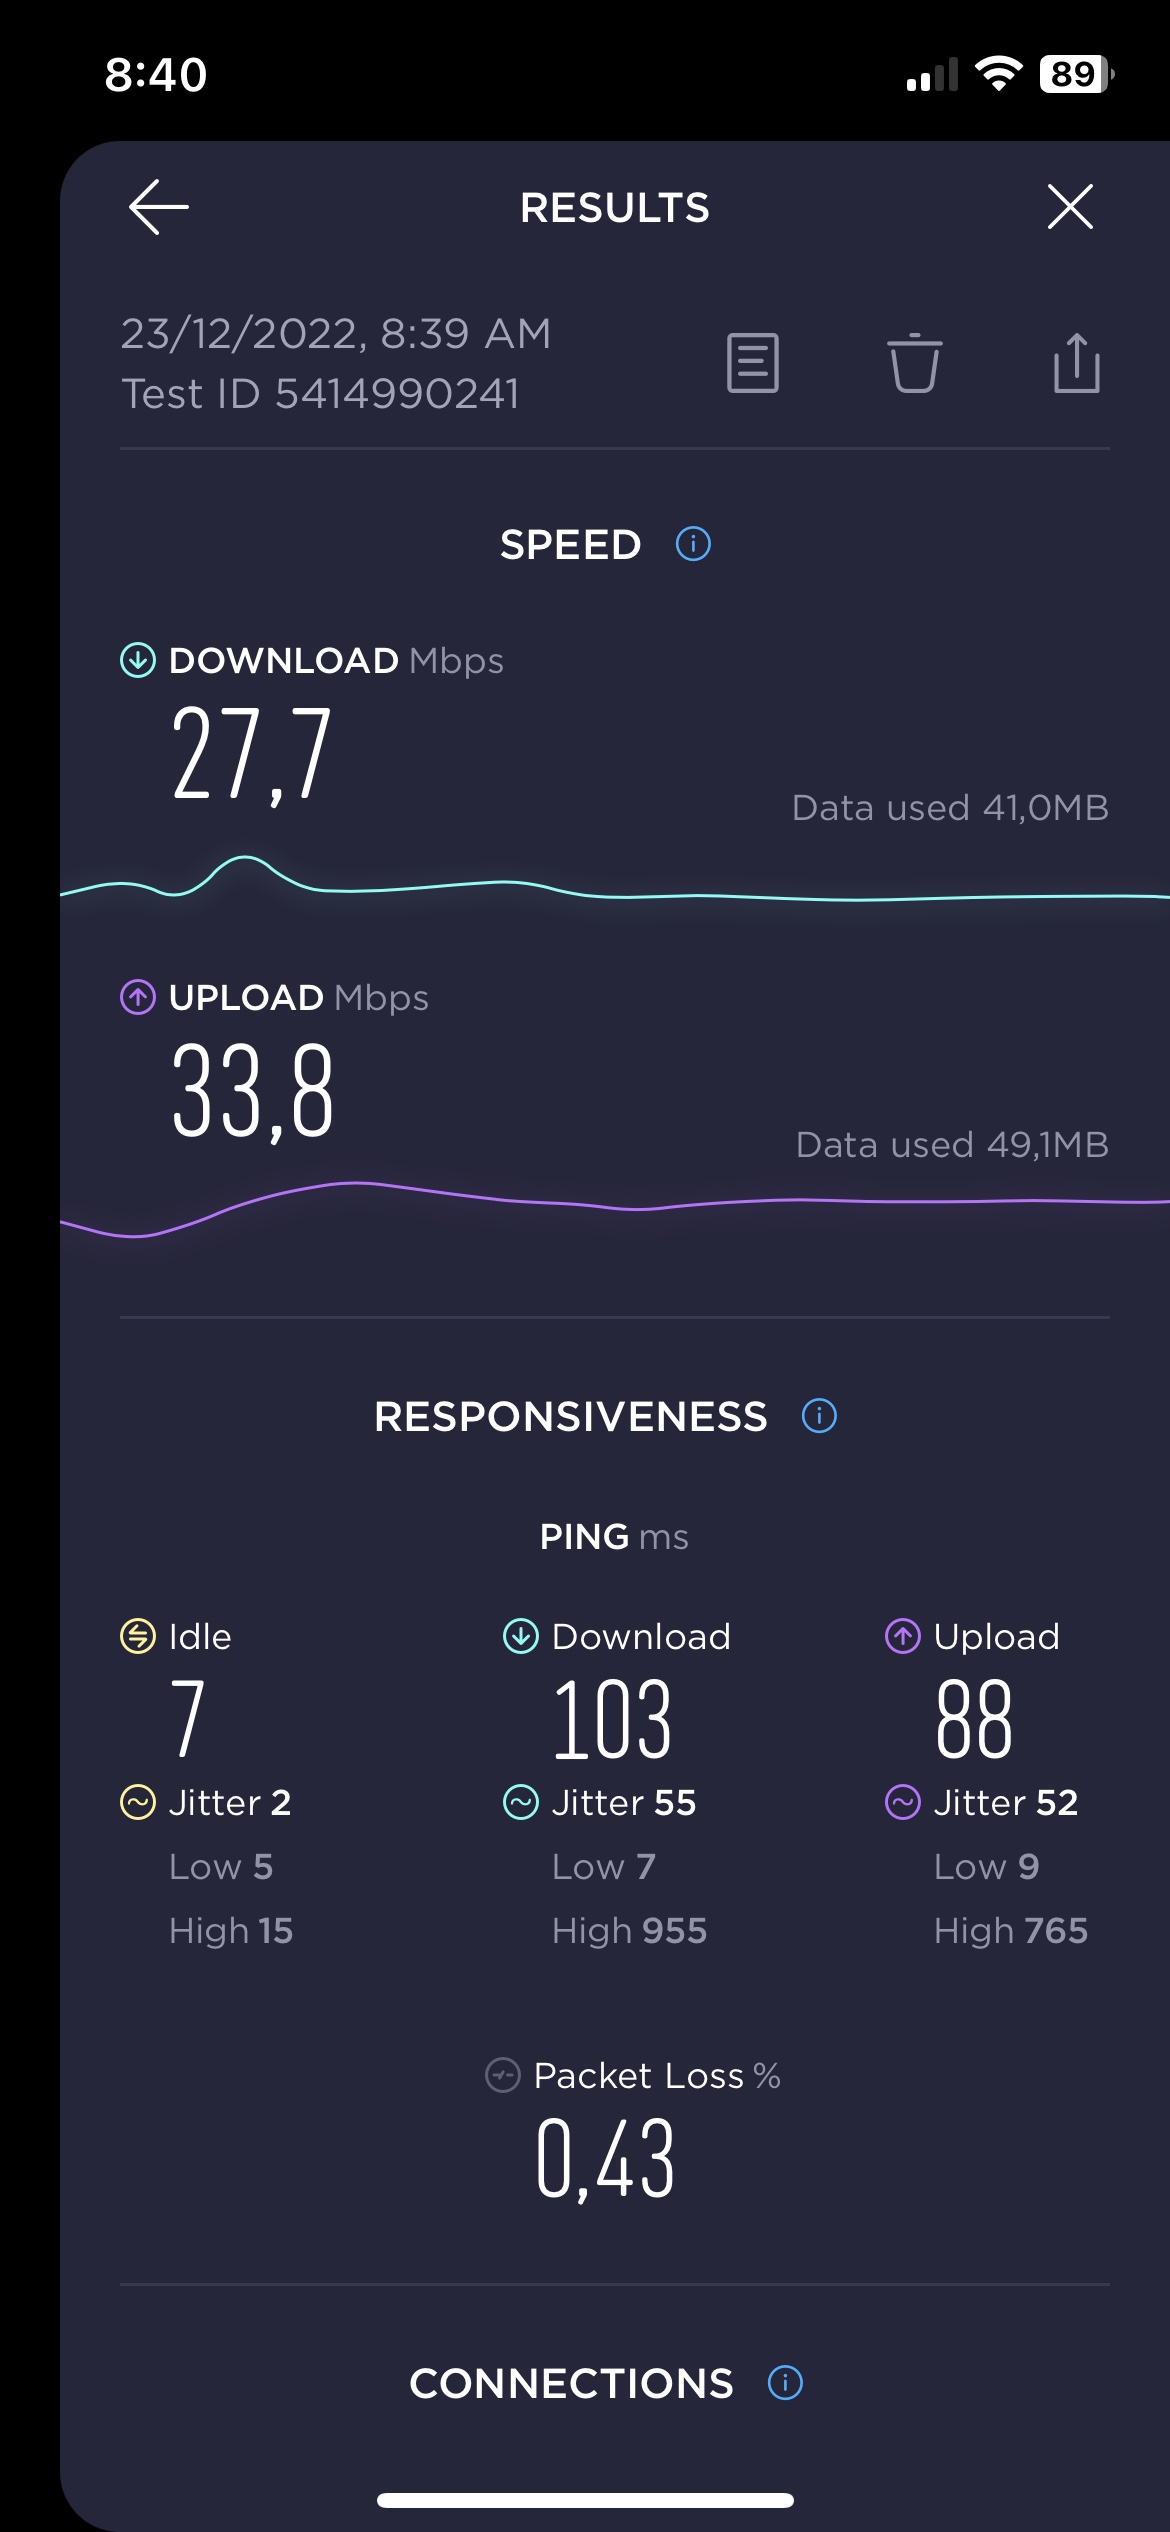 8:40
89
RESULTS
23/12/2022, 8:39 AM
Test ID 5414990241
SPEED
DOWNLOAD Mbps
27,7
Data used 41,0MB
UPLOAD Mbps
33,8
Data used 49,1MB
RESPONSIVENESS
PING ms
Idle Download Upload
7 103 88
Jitter 2 Jitter 55 Jitter 52
Low 5 Low 7 Low 9
High 15 High 955 High 765
Packet Loss %
0,43
CONNECTIONS